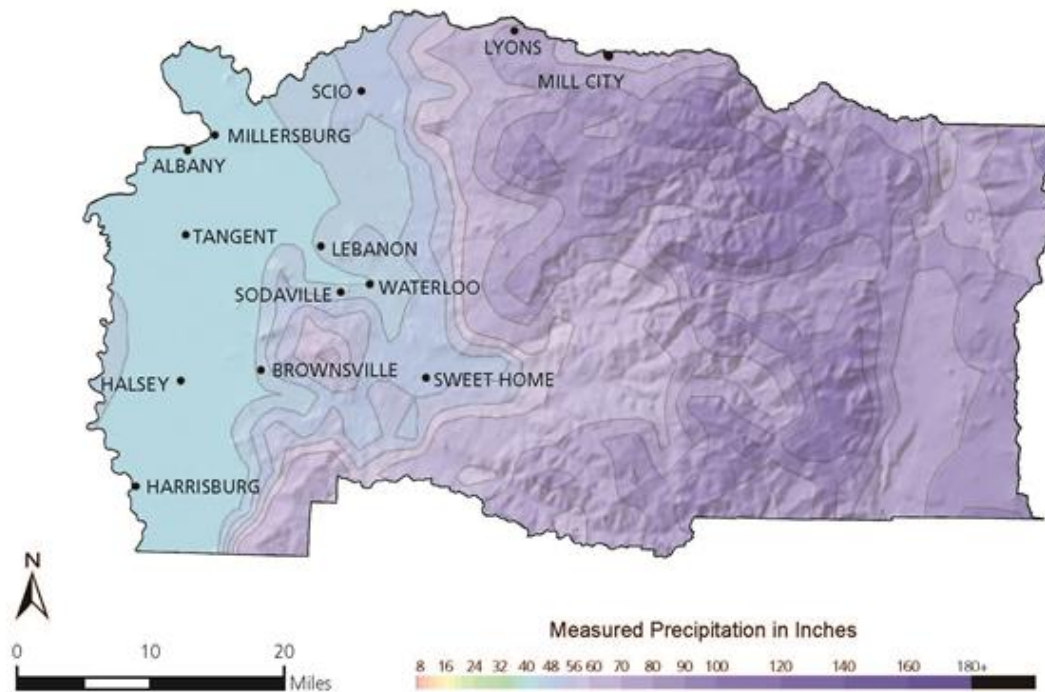 LYONS
MILL CITY
SCIO
MILLERSBURG
ALBANY
TANGENT
LEBANON
WATERLOO
SODAVILLE
BROWNSVILLE
HALSEY
SWEET HOME
HARRISBURG
N
0 10 20
Miles
Measured Precipitation in Inches
8 16 24 32 40 48 56 60 70 80 90 100 120 140 160 180+